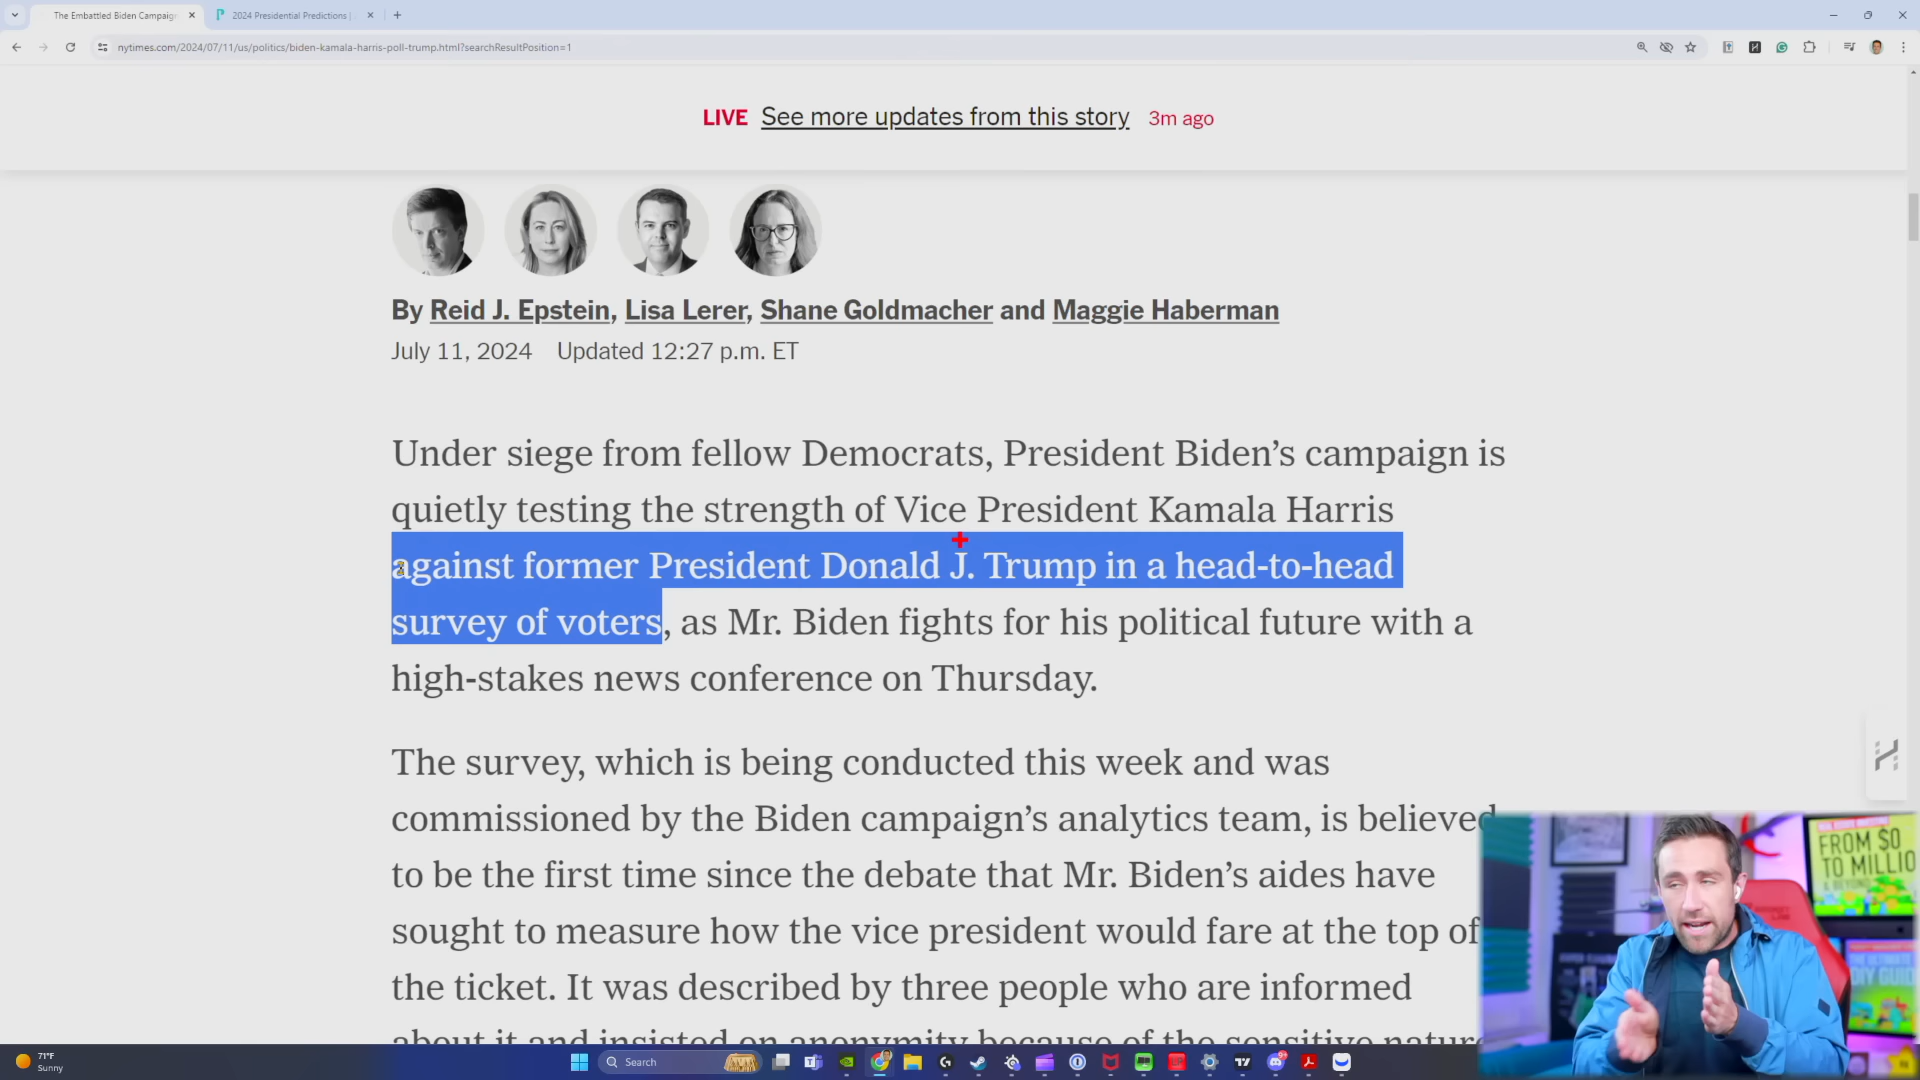 The Embattled Biden Campaign
2024 Presidential Predictions |
nytimes.com/2024/07/11/us/politics/biden-kamala-harris-poll-trump.html?searchResultPosition=1
LIVE See more updates from this story 3m ago
By Reid J. Epstein, Lisa Lerer, Shane Goldmacher and Maggie Haberman
July 11, 2024 Updated 12:27 p.m. ET
Under siege from fellow Democrats, President Biden’s campaign is
quietly testing the strength of Vice President Kamala Harris
against former President Donald J. Trump in a head-to-head
survey of voters, as Mr. Biden fights for his political future with a
high-stakes news conference on Thursday.
The survey, which is being conducted this week and was
commissioned by the Biden campaign’s analytics team, is believed
to be the first time since the debate that Mr. Biden’s aides have
sought to measure how the vice president would fare at the top of
the ticket. It was described by three people who are informed
about it and insisted on anonymity because of the sensitive nature
FROM $0
TO MILLIO
& BEYOND
THE ULTIMATE
DIY GUID
71°F
Sunny
Search